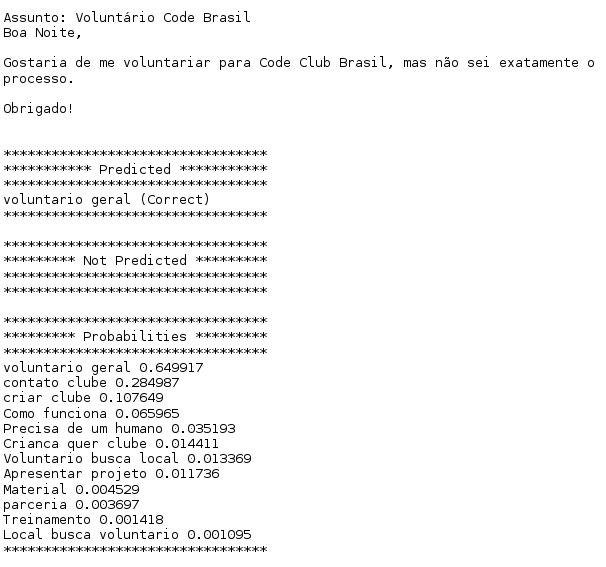 Assunto: Voluntário Code Brasil
Boa Noite,
Gostaria de me voluntariar para Code Club Brasil, mas não sei exatamente o
processo.
Obrigado!
*********************************
*********** Predicted ***********
*********************************
voluntario geral (Correct)
*********************************
*********************************
********* Not Predicted *********
*********************************
*********************************
*********************************
********* Probabilities *********
*********************************
voluntario geral 0.649917
contato clube 0.284987
criar clube 0.107649
Como funciona 0.065965
Precisa de um humano 0.035193
Crianca quer clube 0.014411
Voluntario busca local 0.013369
Apresentar projeto 0.011736
Material 0.004529
parceria 0.003697
Treinamento 0.001418
Local busca voluntario 0.001095
*********************************